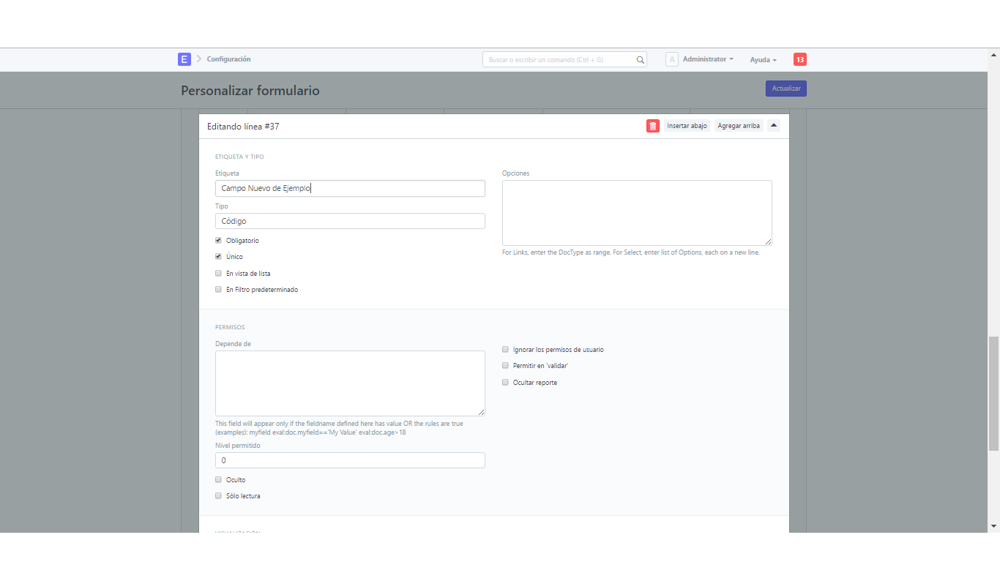 E Configuración Buscar o escribir un comando (Ctrl + G) A Administrator Ayuda 13
Personalizar formulario Actualizar
Editando línea #37 Insertar abajo Agregar arriba
ETIQUETA Y TIPO
Etiqueta
Campo Nuevo de Ejemplo
Tipo
Código
Obligatorio
Único
En vista de lista
En Filtro predeterminado
Opciones
For Links, enter the DocType as range. For Select, enter list of Options, each on a new line.
PERMISOS
Depende de
This field will appear only if the fieldname defined here has value OR the rules are true
(examples): myfield eval:doc.myfield=='My Value' eval:doc.age>18
Nivel permitido
0
Oculto
Sólo lectura
Ignorar los permisos de usuario
Permitir en 'validar'
Ocultar reporte
VISUALIZACIÓN